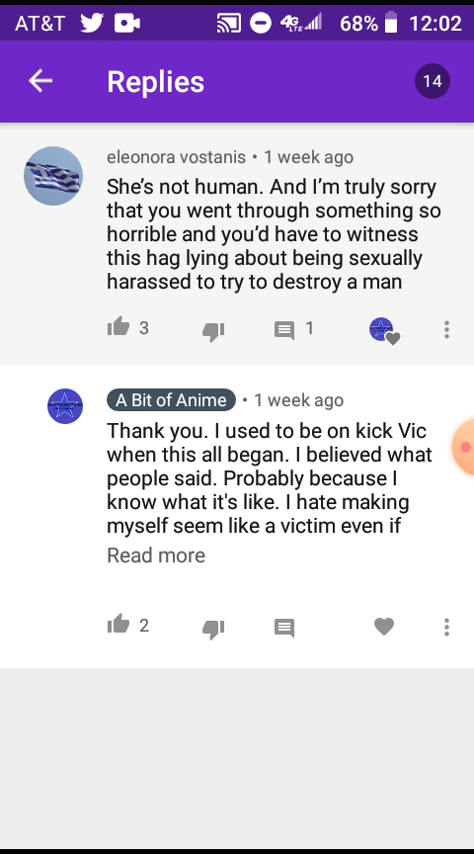 AT&T 4G LTE 68% 12:02
Replies 14
eleonora vostanis • 1 week ago
She's not human. And I'm truly sorry
that you went through something so
horrible and you'd have to witness
this hag lying about being sexually
harassed to try to destroy a man
3 1
A Bit of Anime • 1 week ago
Thank you. I used to be on kick Vic
when this all began. I believed what
people said. Probably because I
know what it's like. I hate making
myself seem like a victim even if
Read more
2